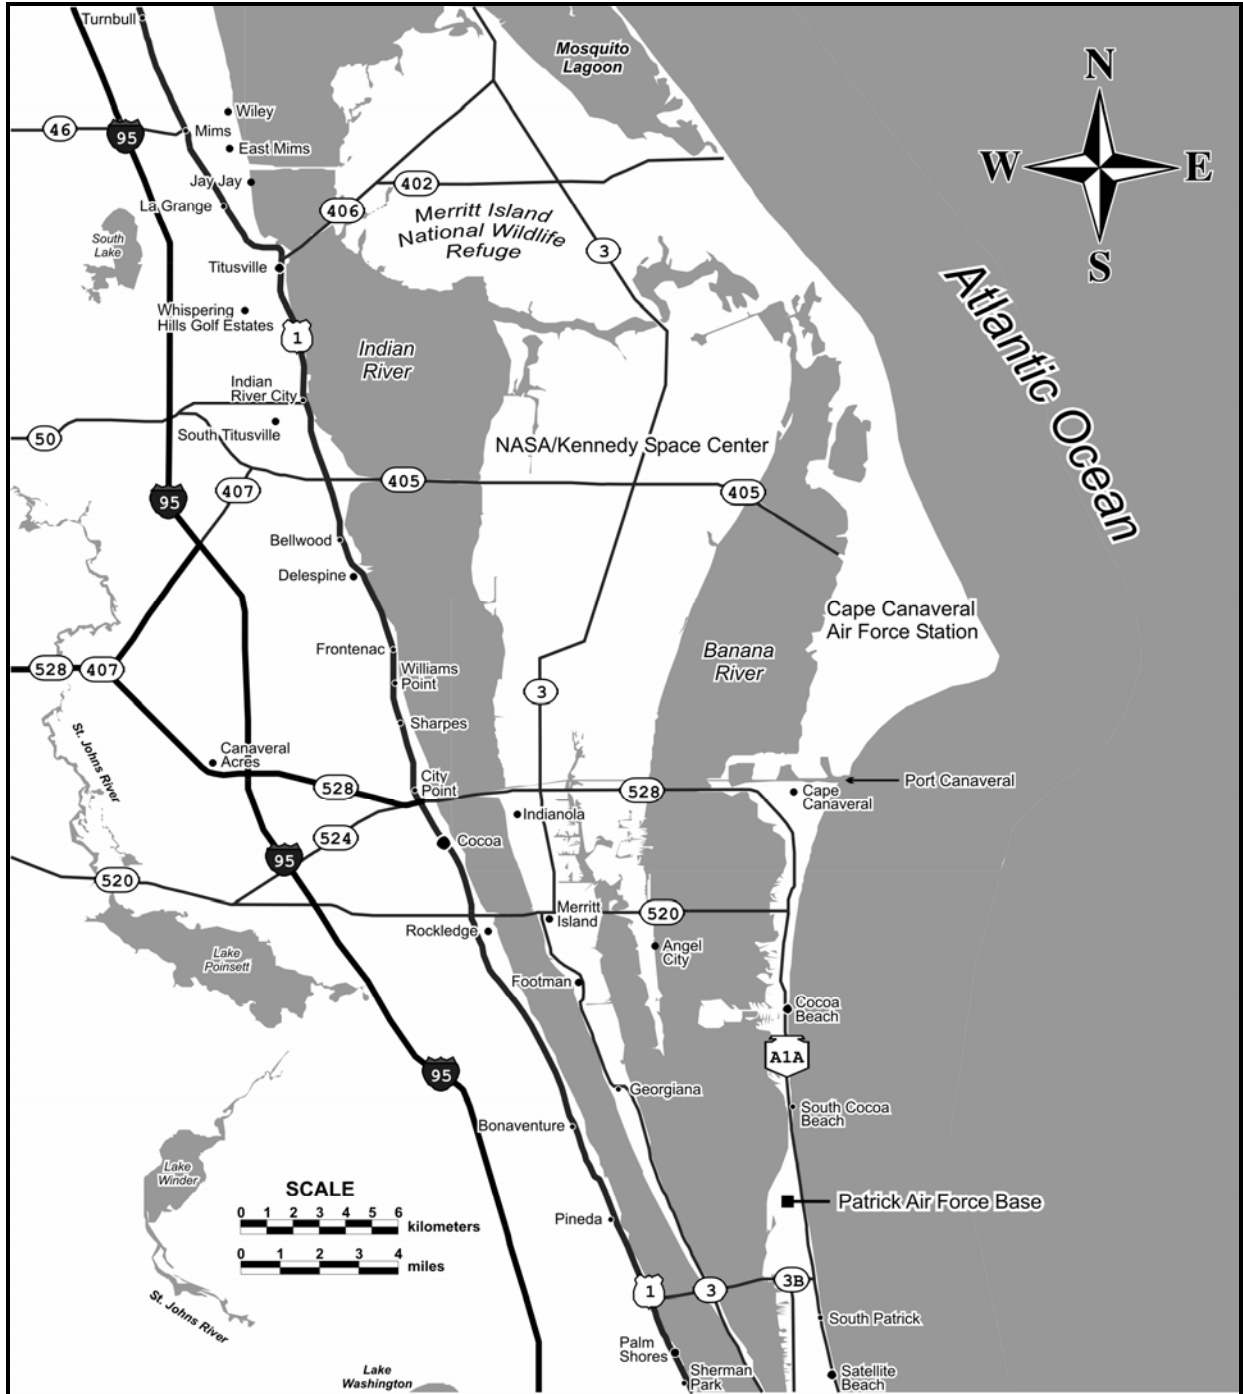 Turnbull
Mosquito
Lagoon
N
Wiley
46
95
Mims
East Mims
W
E
Jay Jay
402
La Grange
406
Merritt Island
National Wildlife
Refuge
South
Lake
3
S
Titusville
Atlantic Ocean
Whispering
Hills Golf Estates
1
Indian
River
Indian
River City
50
South Titusville
NASA/Kennedy Space Center
95
407
405
405
Bellwood
Delespine
Cape Canaveral
Air Force Station
Frontenac
Banana
River
528
407
Williams
Point
3
Sharpes
St. Johns River
Canaveral
Acres
City
Point
528
528
Port Canaveral
Cape
Canaveral
Indianola
524
Cocoa
95
520
Merritt
Island
520
Rockledge
Angel
City
Lake
Poinsett
Footman
Cocoa
Beach
A1A
95
Georgiana
South Cocoa
Beach
Bonaventure
Lake
Winder
SCALE
0 1 2 3 4 5 6
kilometers
0 1 2 3 4
miles
Patrick Air Force Base
Pineda
3B
1
3
St. Johns River
South Patrick
Palm
Shores
Sherman
Park
Satellite
Beach
Lake
Washington